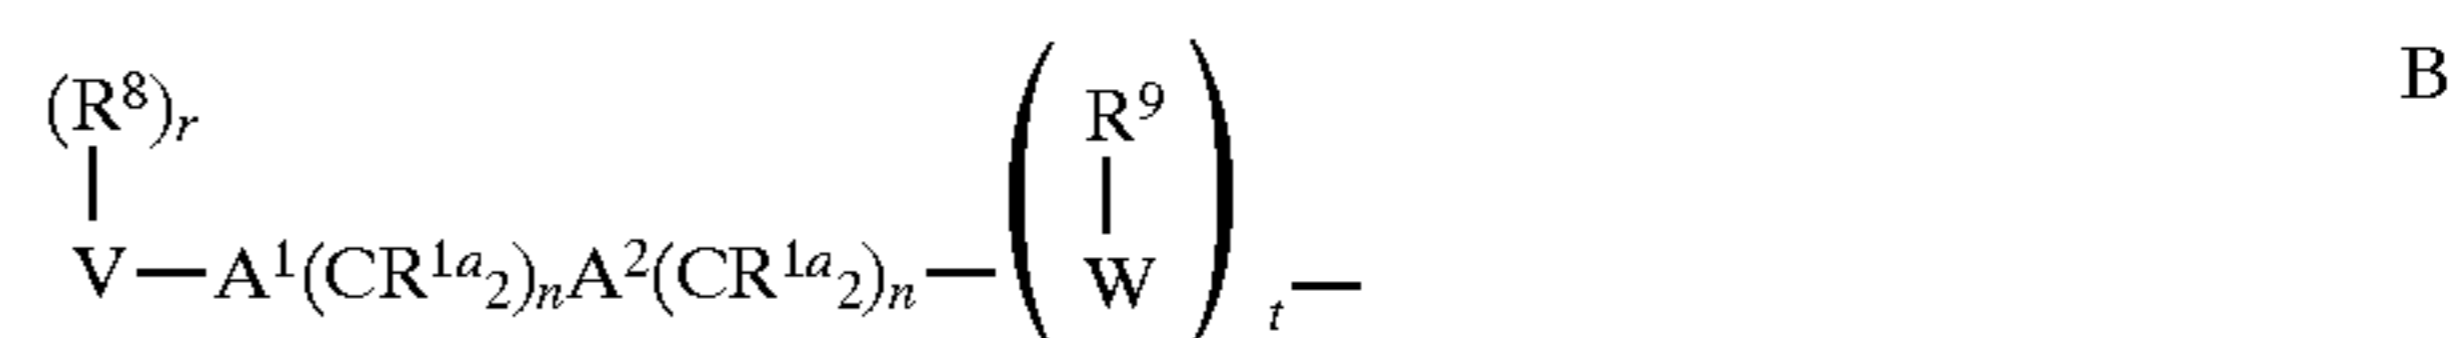 (R⁸)ᵣ R⁹ B
V—A¹(CR¹ᵃ₂)ₙA²(CR¹ᵃ₂)ₙ—( W )ₜ—